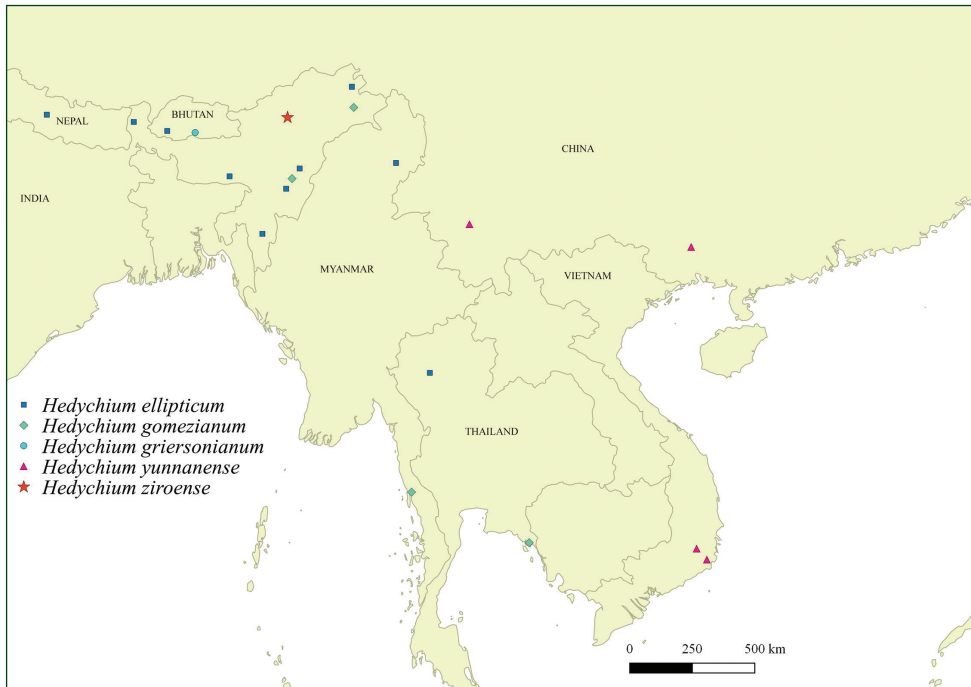 NEPAL
BHUTAN
CHINA
INDIA
MYANMAR
VIETNAM
THAILAND
Hedychium ellipticum
Hedychium gomezianum
Hedychium griersonianum
Hedychium yunnanense
Hedychium ziroense
0 250 500 km